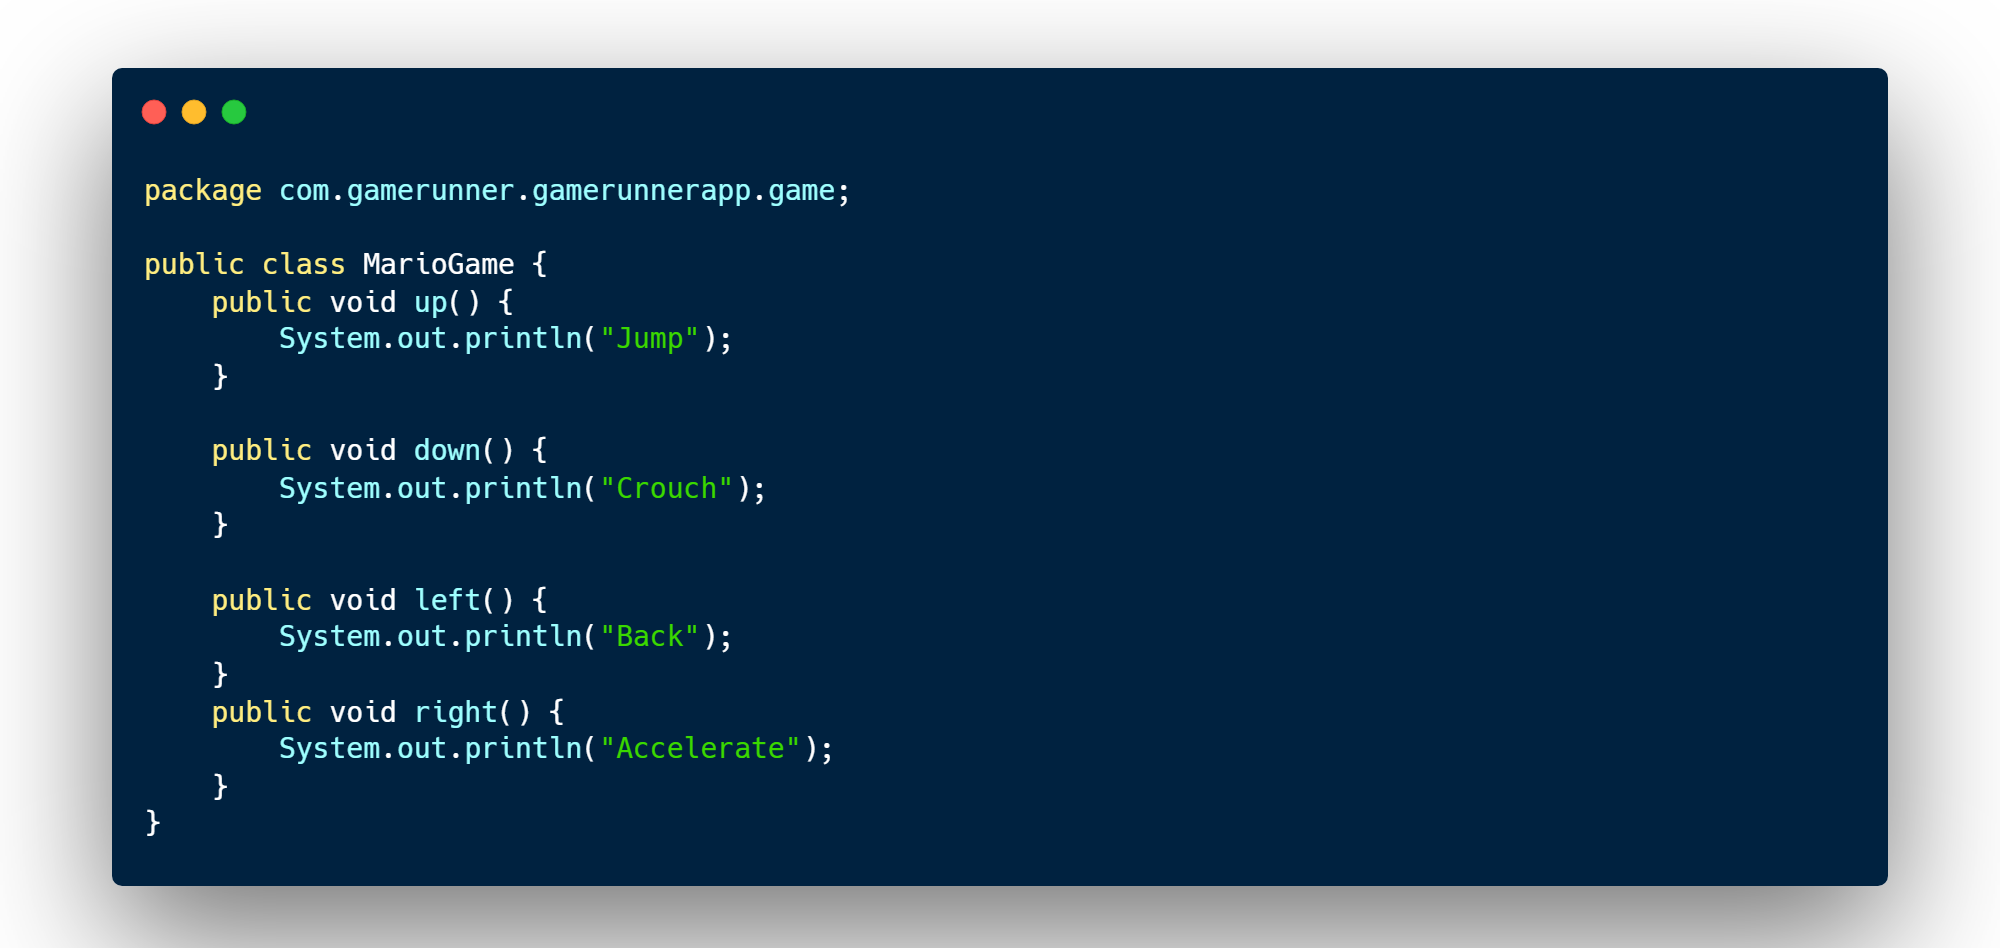 package com.gamerunner.gamerunnerapp.game;

public class MarioGame {
    public void up() {
        System.out.println("Jump");
    }

    public void down() {
        System.out.println("Crouch");
    }

    public void left() {
        System.out.println("Back");
    }
    public void right() {
        System.out.println("Accelerate");
    }
}